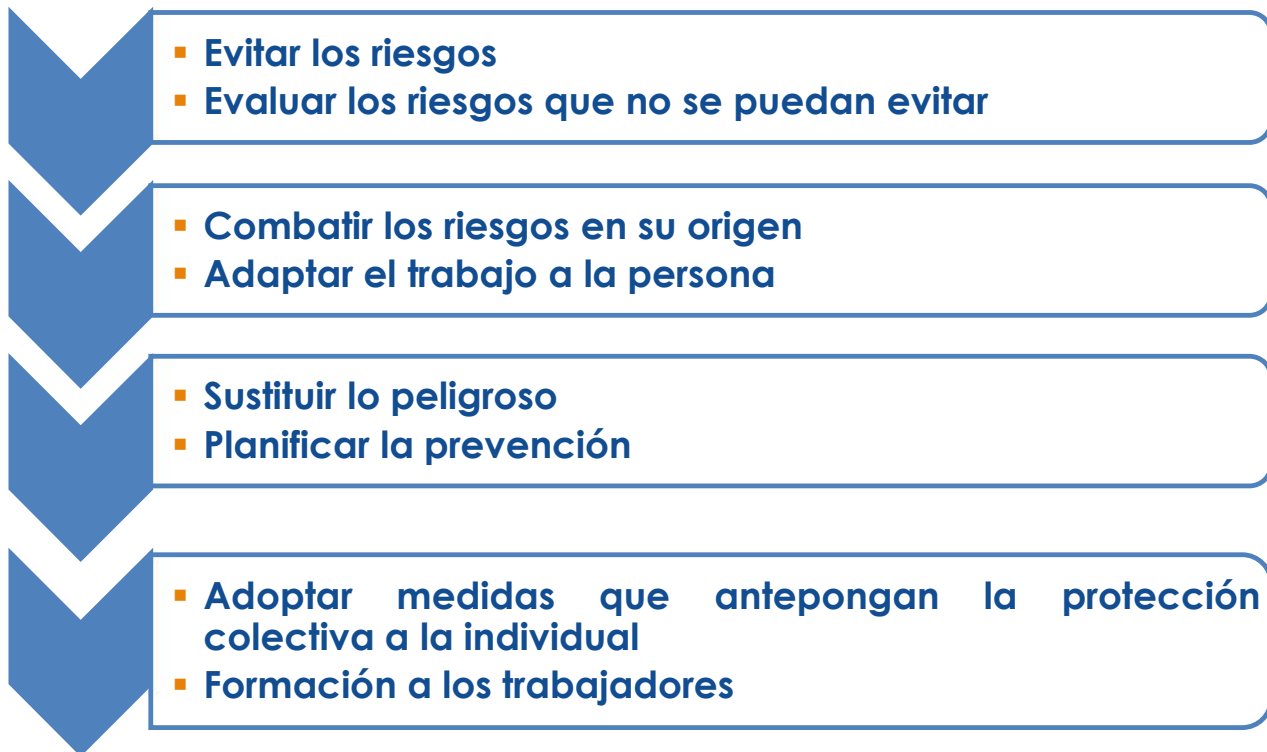 ▪ Evitar los riesgos
▪ Evaluar los riesgos que no se puedan evitar
▪ Combatir los riesgos en su origen
▪ Adaptar el trabajo a la persona
▪ Sustituir lo peligroso
▪ Planificar la prevención
▪ Adoptar medidas que antepongan la protección
colectiva a la individual
▪ Formación a los trabajadores